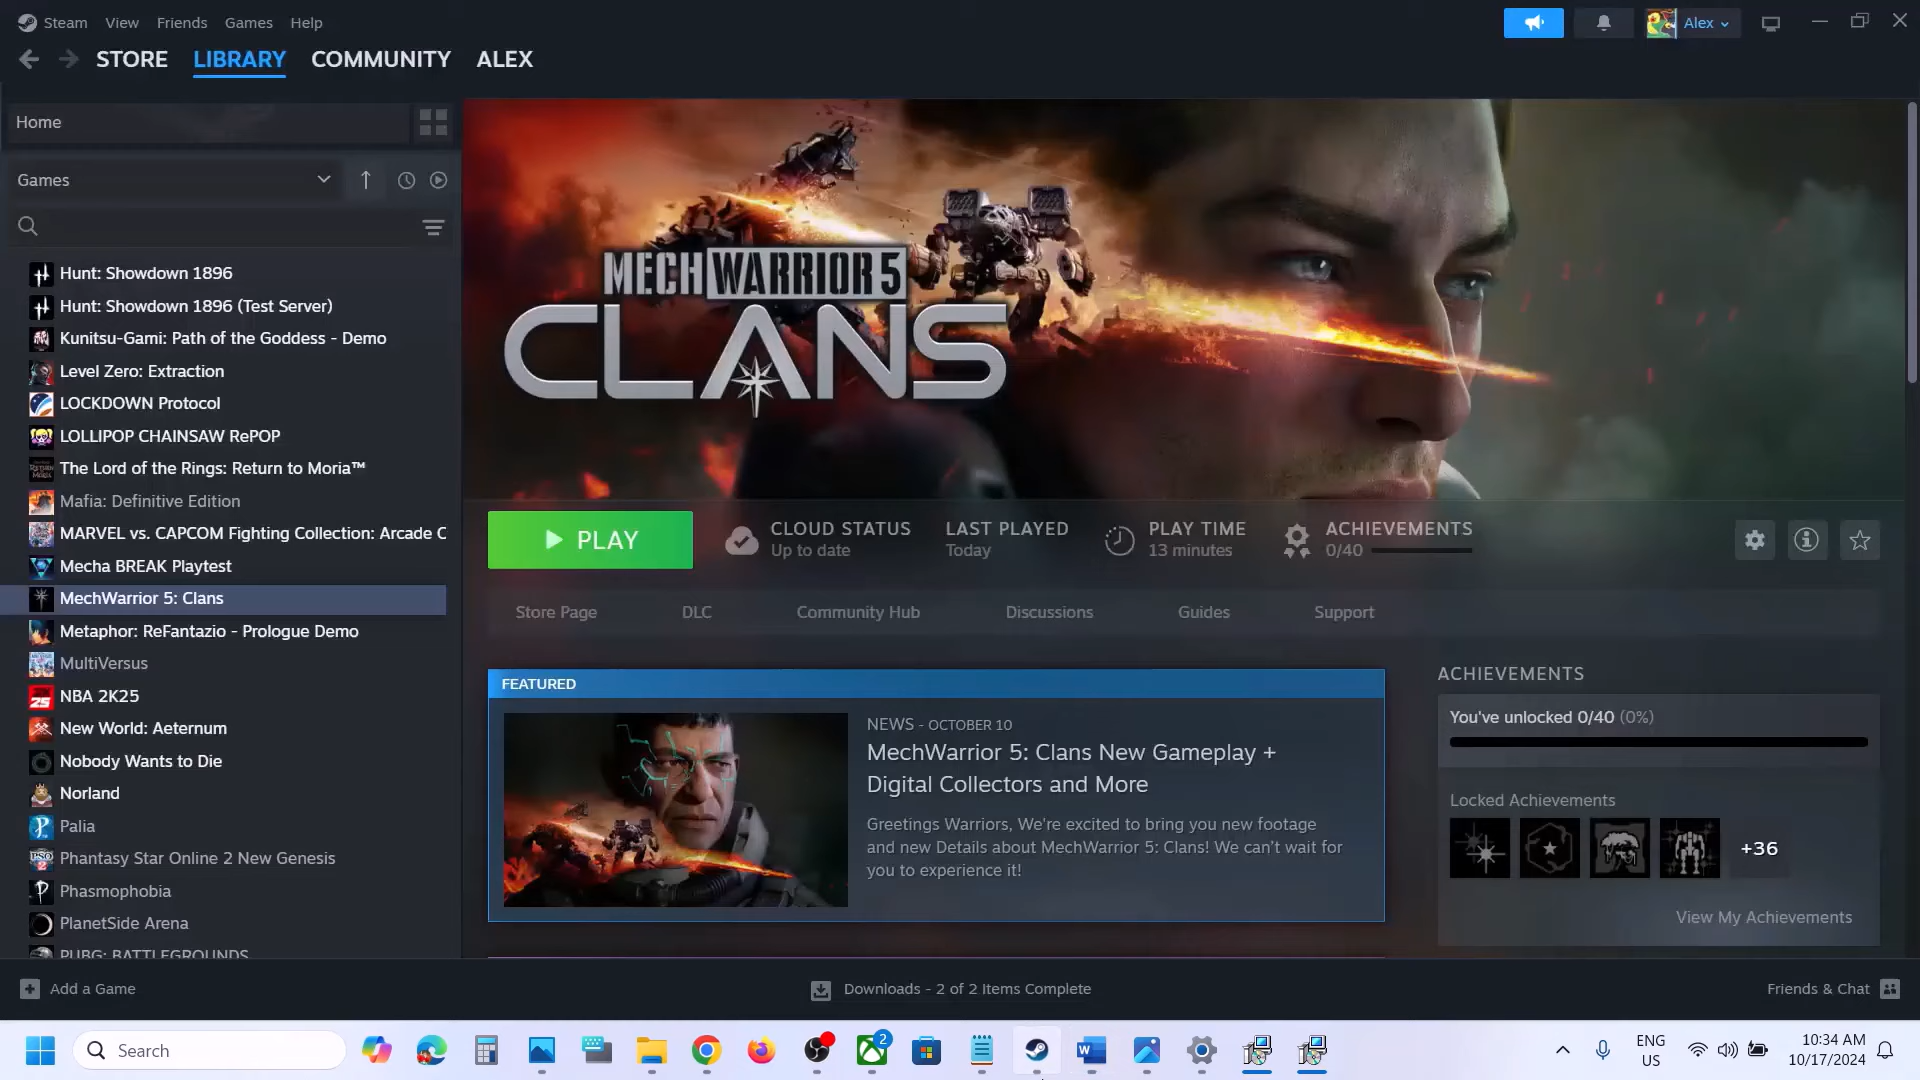 Steam
View
Friends
Games
Help
Alex
STORE
LIBRARY
COMMUNITY
ALEX
Home
Games
Hunt: Showdown 1896
Hunt: Showdown 1896 (Test Server)
Kunitsu-Gami: Path of the Goddess - Demo
Level Zero: Extraction
LOCKDOWN Protocol
LOLLIPOP CHAINSAW RePOP
The Lord of the Rings: Return to Moria™
Mafia: Definitive Edition
MARVEL vs. CAPCOM Fighting Collection: Arcade C
Mecha BREAK Playtest
MechWarrior 5: Clans
Metaphor: ReFantazio - Prologue Demo
MultiVersus
NBA 2K25
New World: Aeternum
Nobody Wants to Die
Norland
Palia
Phantasy Star Online 2 New Genesis
Phasmophobia
PlanetSide Arena
PUBG: BATTLEGROUNDS
MECHWARRIOR 5
CLANS
PLAY
CLOUD STATUS
Up to date
LAST PLAYED
Today
PLAY TIME
13 minutes
ACHIEVEMENTS
0/40
Store Page
DLC
Community Hub
Discussions
Guides
Support
FEATURED
NEWS - OCTOBER 10
MechWarrior 5: Clans New Gameplay +
Digital Collectors and More
Greetings Warriors, We're excited to bring you new footage
and new Details about MechWarrior 5: Clans! We can't wait for
you to experience it!
ACHIEVEMENTS
You've unlocked 0/40 (0%)
Locked Achievements
+36
View My Achievements
Add a Game
Downloads - 2 of 2 Items Complete
Friends & Chat
Search
2
ENG
US
10:34 AM
10/17/2024